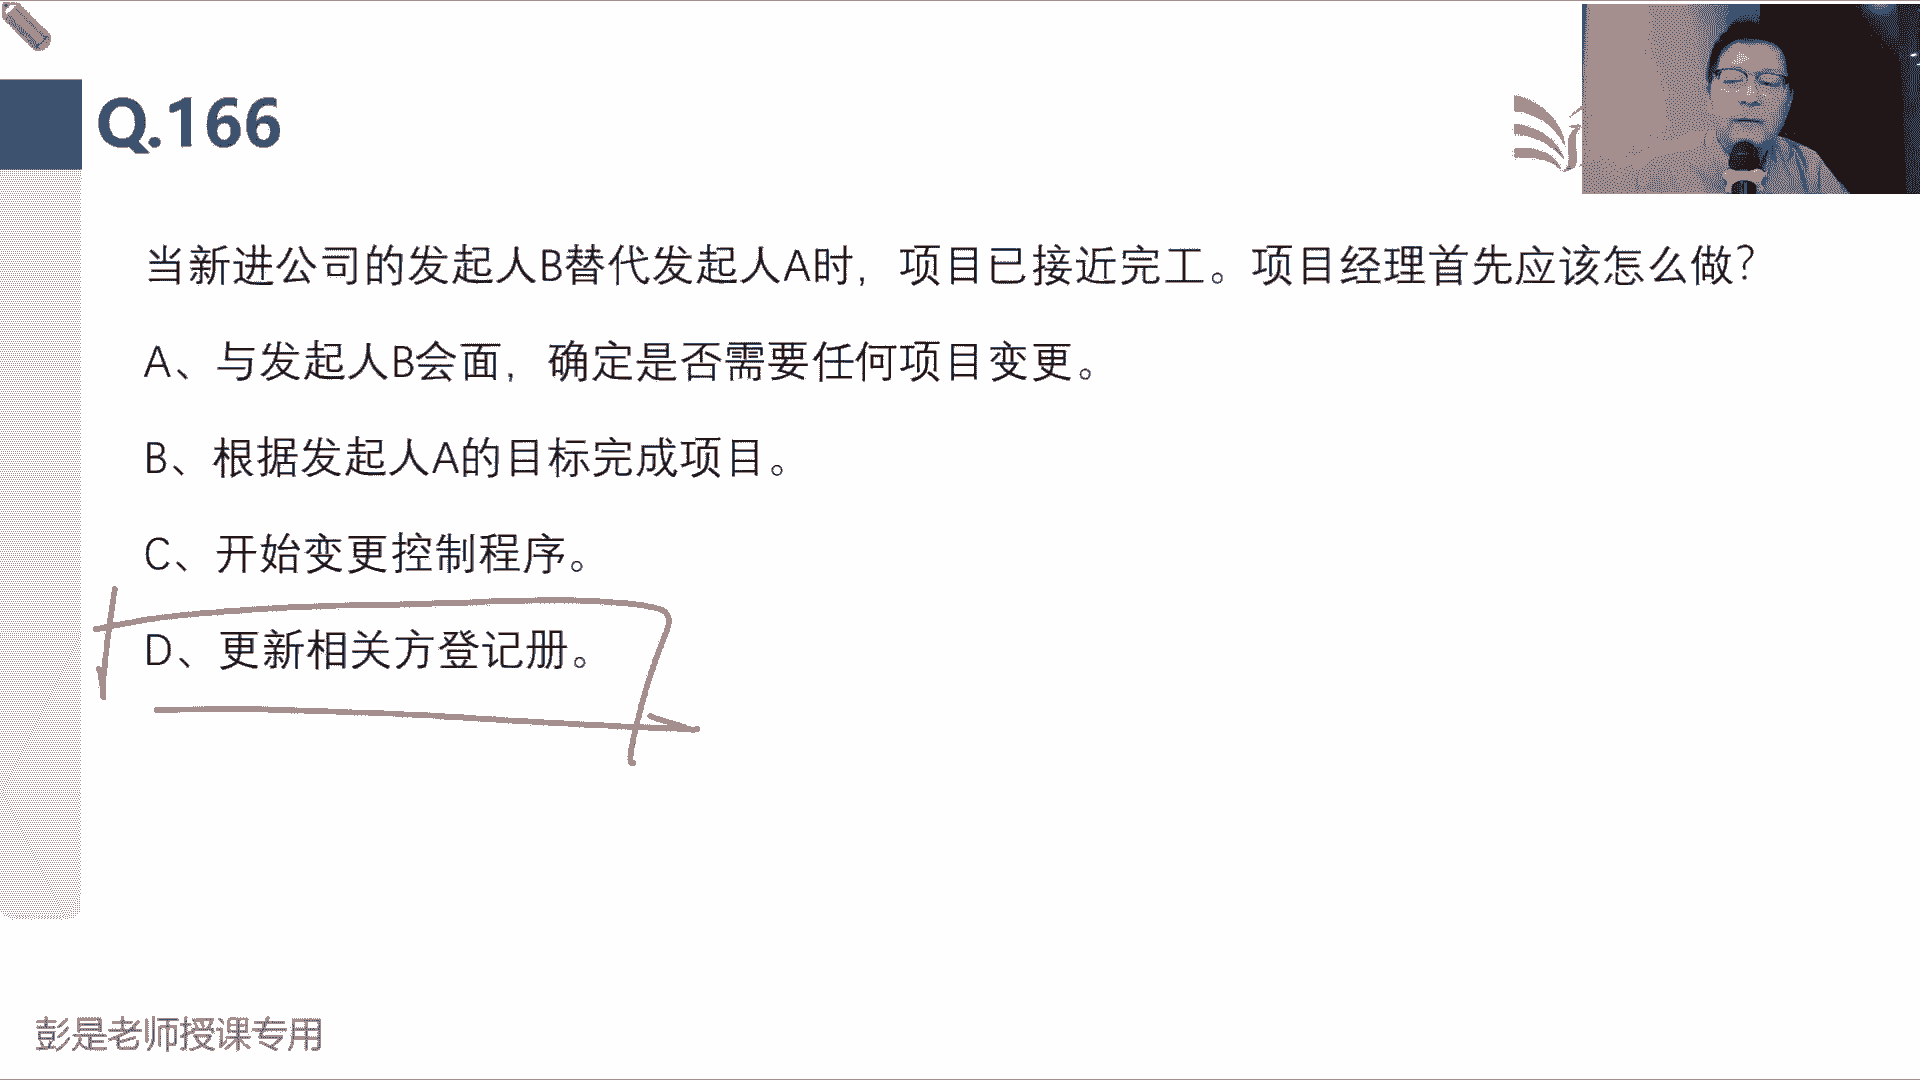 Q.166
当新进公司的发起人B替代发起人A时，项目已接近完工。项目经理首先应该怎么做？
A、与发起人B会面，确定是否需要任何项目变更。
B、根据发起人A的目标完成项目。
C、开始变更控制程序。
D、更新相关方登记册。
彭是老师授课专用